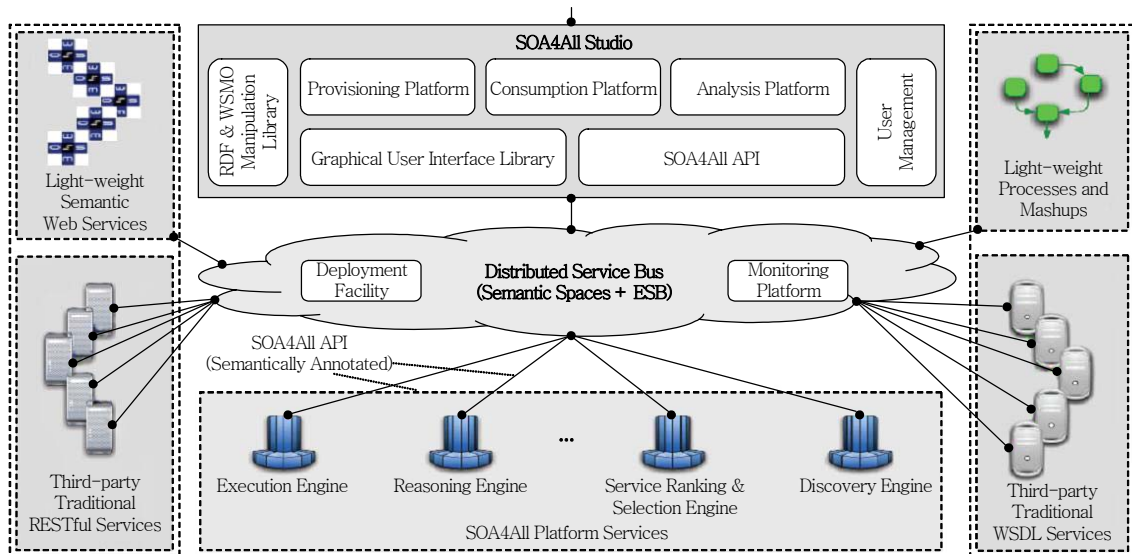 SOA4All Studio
RDF & WSMO
Manipulation
Library
Provisioning Platform
Consumption Platform
Analysis Platform
Graphical User Interface Library
SOA4All API
User
Management
Light-weight
Semantic
Web Services
Light-weight
Processes and
Mashups
Deployment
Facility
Distributed Service Bus
(Semantic Spaces + ESB)
Monitoring
Platform
SOA4All API
(Semantically Annotated)
Third-party
Traditional
RESTful Services
Execution Engine
Reasoning Engine
...
Service Ranking &
Selection Engine
Discovery Engine
SOA4All Platform Services
Third-party
Traditional
WSDL Services